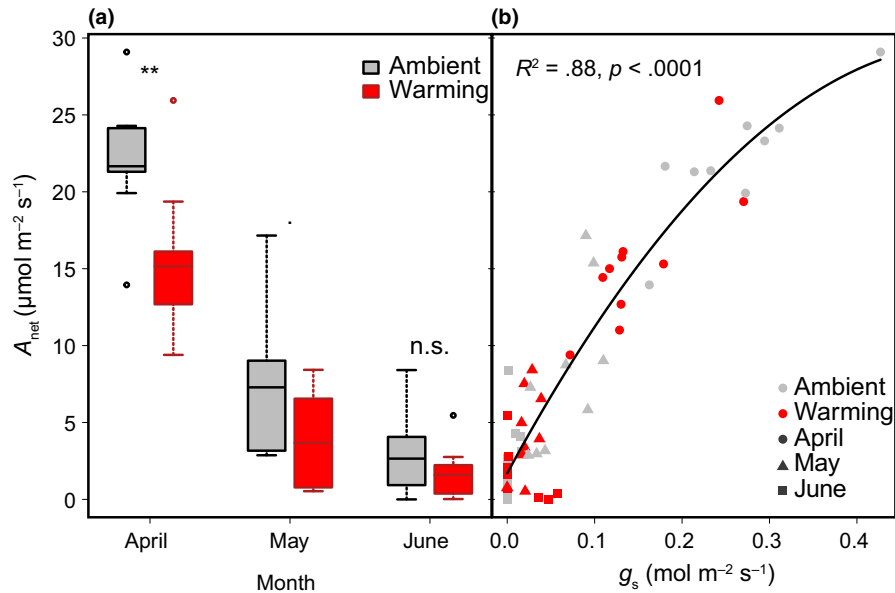 (a)
(b)
30
25
20
15
10
5
0
A_net (μmol m⁻² s⁻¹)
**
.
n.s.
Ambient
Warming
April
May
June
Month
R² = .88, p < .0001
Ambient
Warming
April
May
June
0.0
0.1
0.2
0.3
0.4
g_s (mol m⁻² s⁻¹)